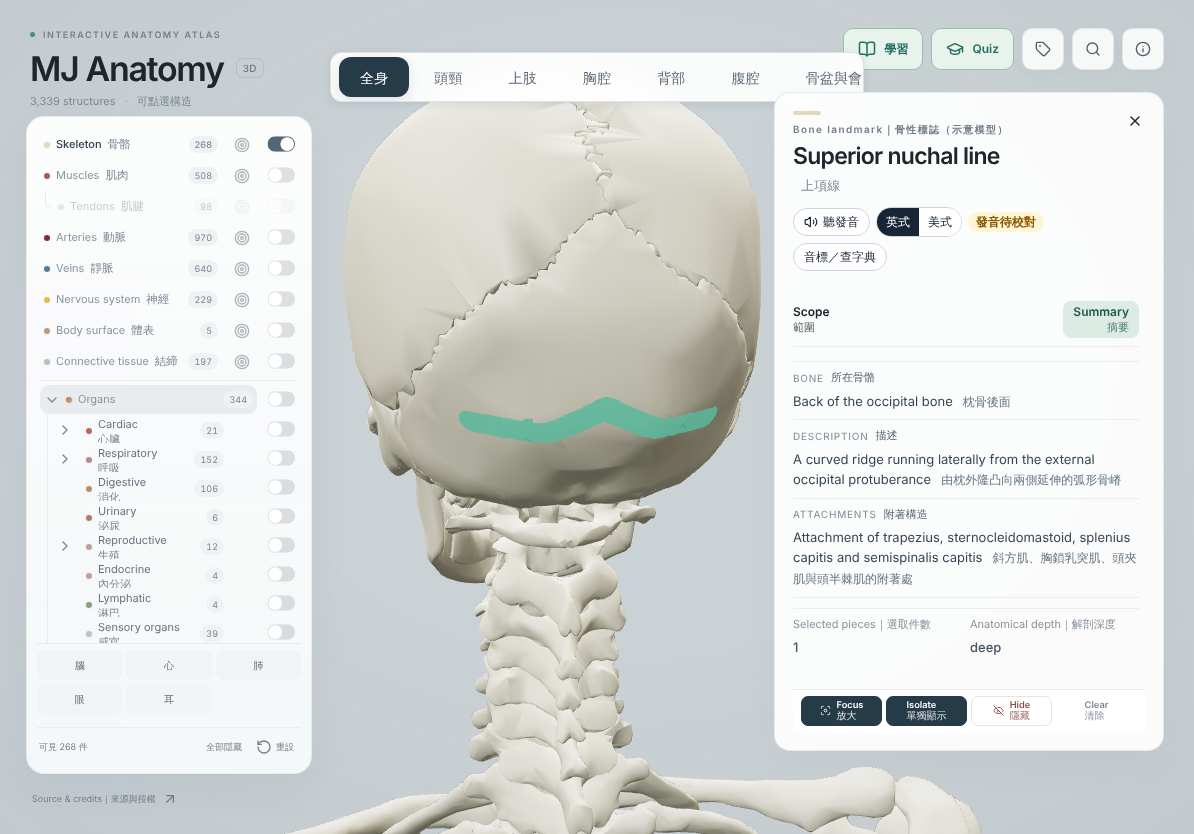 INTERACTIVE ANATOMY ATLAS
MJ Anatomy 3D
3,339 structures · 可點選構造
學習
Quiz
全身 頭頸 上肢 胸腔 背部 腹腔 骨盆與會
Skeleton 骨骼 268
Muscles 肌肉 508
Tendons 肌腱 98
Arteries 動脈 970
Veins 靜脈 640
Nervous system 神經 229
Body surface 體表 5
Connective tissue 結締 197
Organs 344
Cardiac 21
心臟
Respiratory 152
呼吸
Digestive 106
消化
Urinary 6
泌尿
Reproductive 12
生殖
Endocrine 4
內分泌
Lymphatic 4
淋巴
Sensory organs 39
感官
腦 心 肺
眼 耳
可見 268 件 全部隱藏 重設
Source & credits｜來源與授權
Bone landmark｜骨性標誌（示意模型）
Superior nuchal line
上項線
聽發音 英式 美式 發音待校對
音標／查字典
Scope Summary
範圍 摘要
BONE 所在骨骼
Back of the occipital bone 枕骨後面
DESCRIPTION 描述
A curved ridge running laterally from the external
occipital protuberance 由枕外隆凸向兩側延伸的弧形骨嵴
ATTACHMENTS 附著構造
Attachment of trapezius, sternocleidomastoid, splenius
capitis and semispinalis capitis 斜方肌、胸鎖乳突肌、頭夾
肌與頭半棘肌的附著處
Selected pieces｜選取件數 Anatomical depth｜解剖深度
1 deep
Focus Isolate Hide Clear
放大 單獨顯示 隱藏 清除